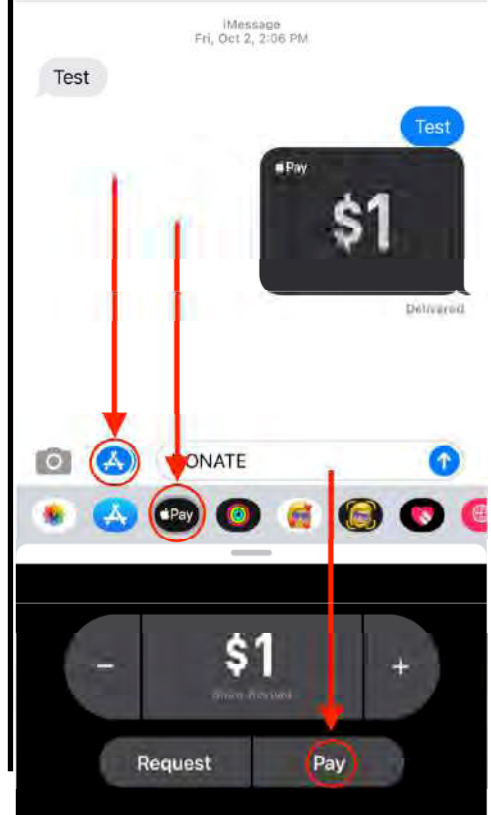 iMessage
Fri, Oct 2, 2:06 PM
Test
Test
Pay
$1
Delivered
ONATE
Pay
$1
Request
Pay